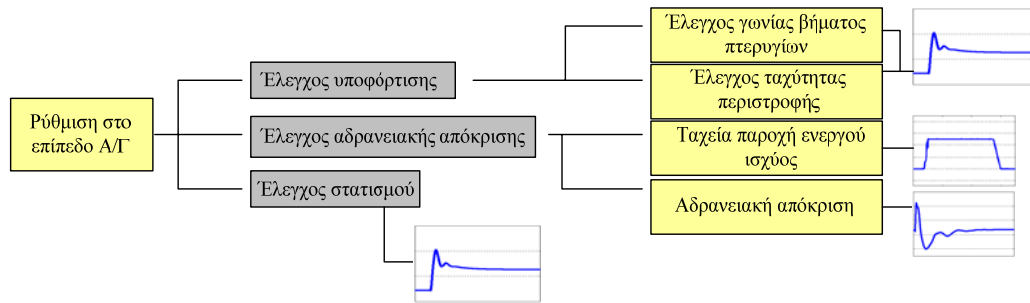 Ρύθμιση στο
επίπεδο Α/Γ
Έλεγχος υποφόρτισης
Έλεγχος αδρανειακής απόκρισης
Έλεγχος στατισμού
Έλεγχος γωνίας βήματος
πτερυγίων
Έλεγχος ταχύτητας
περιστροφής
Ταχεία παροχή ενεργού
ισχύος
Αδρανειακή απόκριση